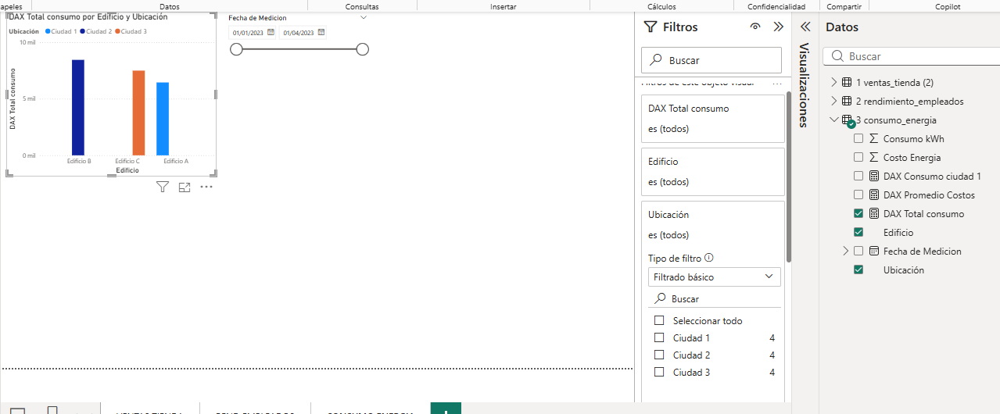 apeles Datos Consultas Insertar Cálculos Confidencialidad Compartir Copilot
DAX Total consumo por Edificio y Ubicación
Ubicación Ciudad 1 Ciudad 2 Ciudad 3
10 mil
5 mil
0 mil
DAX Total consumo
Edificio B Edificio C Edificio A
Edificio
Fecha de Medicion
01/01/2023 01/04/2023
Filtros
Buscar
Filtros de este objeto visual
DAX Total consumo
es (todos)
Edificio
es (todos)
Ubicación
es (todos)
Tipo de filtro
Filtrado básico
Buscar
Seleccionar todo
Ciudad 1 4
Ciudad 2 4
Ciudad 3 4
Visualizaciones
Datos
Buscar
1 ventas_tienda (2)
2 rendimiento_empleados
3 consumo_energia
Consumo kWh
Costo Energia
DAX Consumo ciudad 1
DAX Promedio Costos
DAX Total consumo
Edificio
Fecha de Medicion
Ubicación